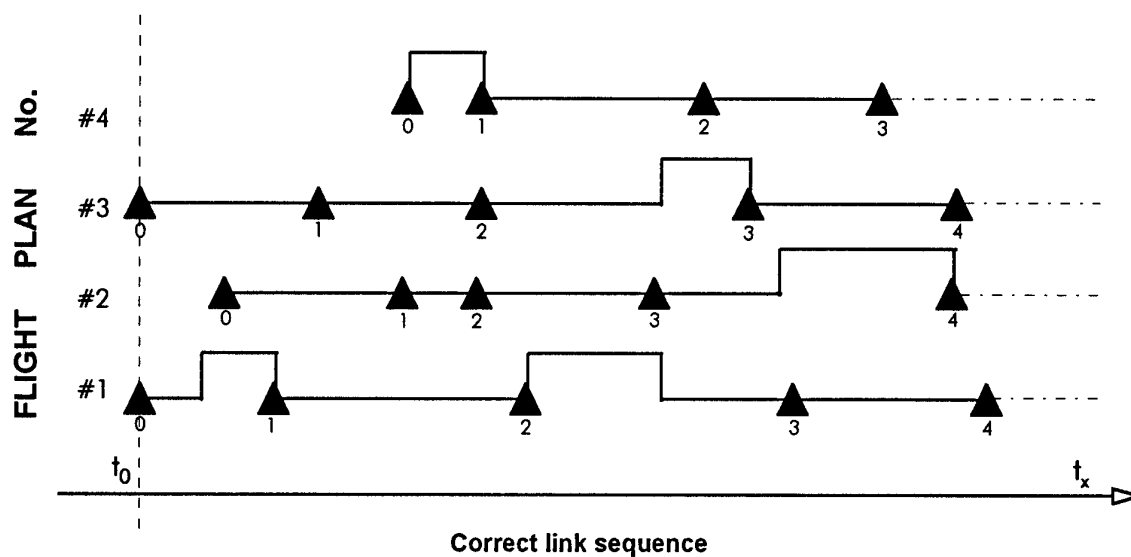 FLIGHT PLAN No.
#4
0 1 2 3
#3
0 1 2 3 4
#2
0 1 2 3 4
#1
0 1 2 3 4
t0 tx
Correct link sequence